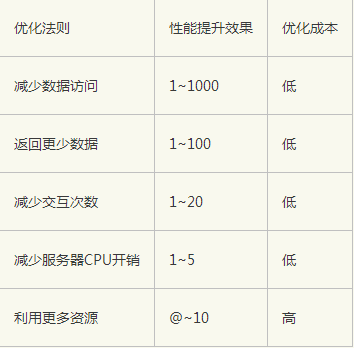 优化法则 性能提升效果 优化成本
减少数据访问 1~1000 低
返回更少数据 1~100 低
减少交互次数 1~20 低
减少服务器CPU开销 1~5 低
利用更多资源 @~10 高